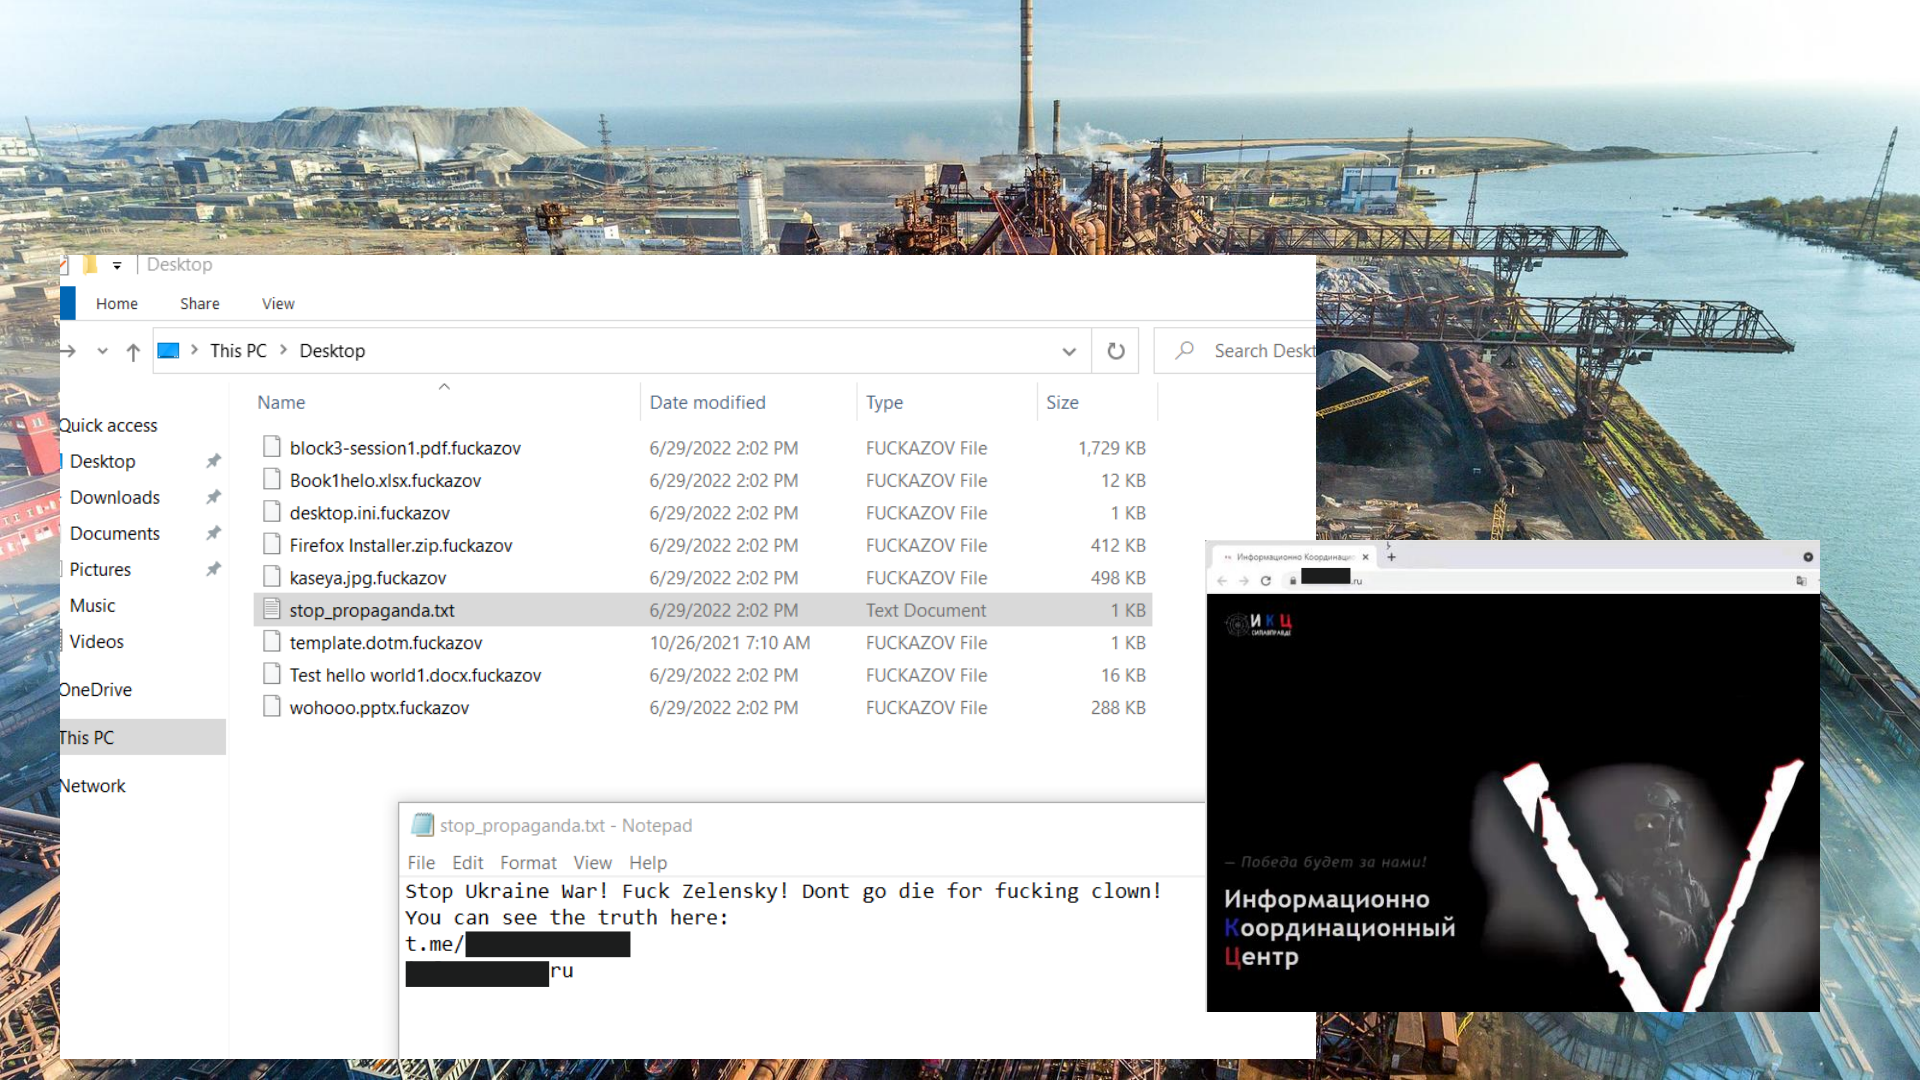 Desktop
Home Share View
This PC Desktop
Search Deskt
Name Date modified Type Size
Quick access
Desktop
Downloads
Documents
Pictures
Music
Videos
OneDrive
This PC
Network
block3-session1.pdf.fuckazov 6/29/2022 2:02 PM FUCKAZOV File 1,729 KB
Book1helo.xlsx.fuckazov 6/29/2022 2:02 PM FUCKAZOV File 12 KB
desktop.ini.fuckazov 6/29/2022 2:02 PM FUCKAZOV File 1 KB
Firefox Installer.zip.fuckazov 6/29/2022 2:02 PM FUCKAZOV File 412 KB
kaseya.jpg.fuckazov 6/29/2022 2:02 PM FUCKAZOV File 498 KB
stop_propaganda.txt 6/29/2022 2:02 PM Text Document 1 KB
template.dotm.fuckazov 10/26/2021 7:10 AM FUCKAZOV File 1 KB
Test hello world1.docx.fuckazov 6/29/2022 2:02 PM FUCKAZOV File 16 KB
wohooo.pptx.fuckazov 6/29/2022 2:02 PM FUCKAZOV File 288 KB
stop_propaganda.txt - Notepad
File Edit Format View Help
Stop Ukraine War! Fuck Zelensky! Dont go die for fucking clown!
You can see the truth here:
t.me/
ru
Информационно Координаци
.ru
ИКЦ
— Победа будет за нами!
Информационно
Координационный
Центр